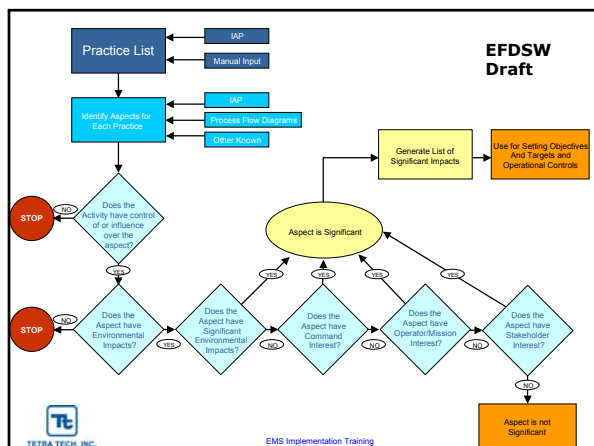 EFDSW
Draft
Practice List
IAP
Manual Input
Identify Aspects for
Each Practice
IAP
Process Flow Diagrams
Other Known
Generate List of
Significant Impacts
Use for Setting Objectives
And Targets and
Operational Controls
STOP
NO
Does the
Activity have control
of or influence
over the
aspect?
Aspect is Significant
YES
YES
YES
YES
YES
STOP
NO
Does the
Aspect have
Environmental
Impacts?
YES
Does the
Aspect have
Significant
Environmental
Impacts?
NO
Does the
Aspect have
Command
Interest?
NO
Does the
Aspect have
Operator/Mission
Interest?
NO
Does the
Aspect have
Stakeholder
Interest?
NO
Aspect is not
Significant
Tt
TETRA TECH, INC.
EMS Implementation Training